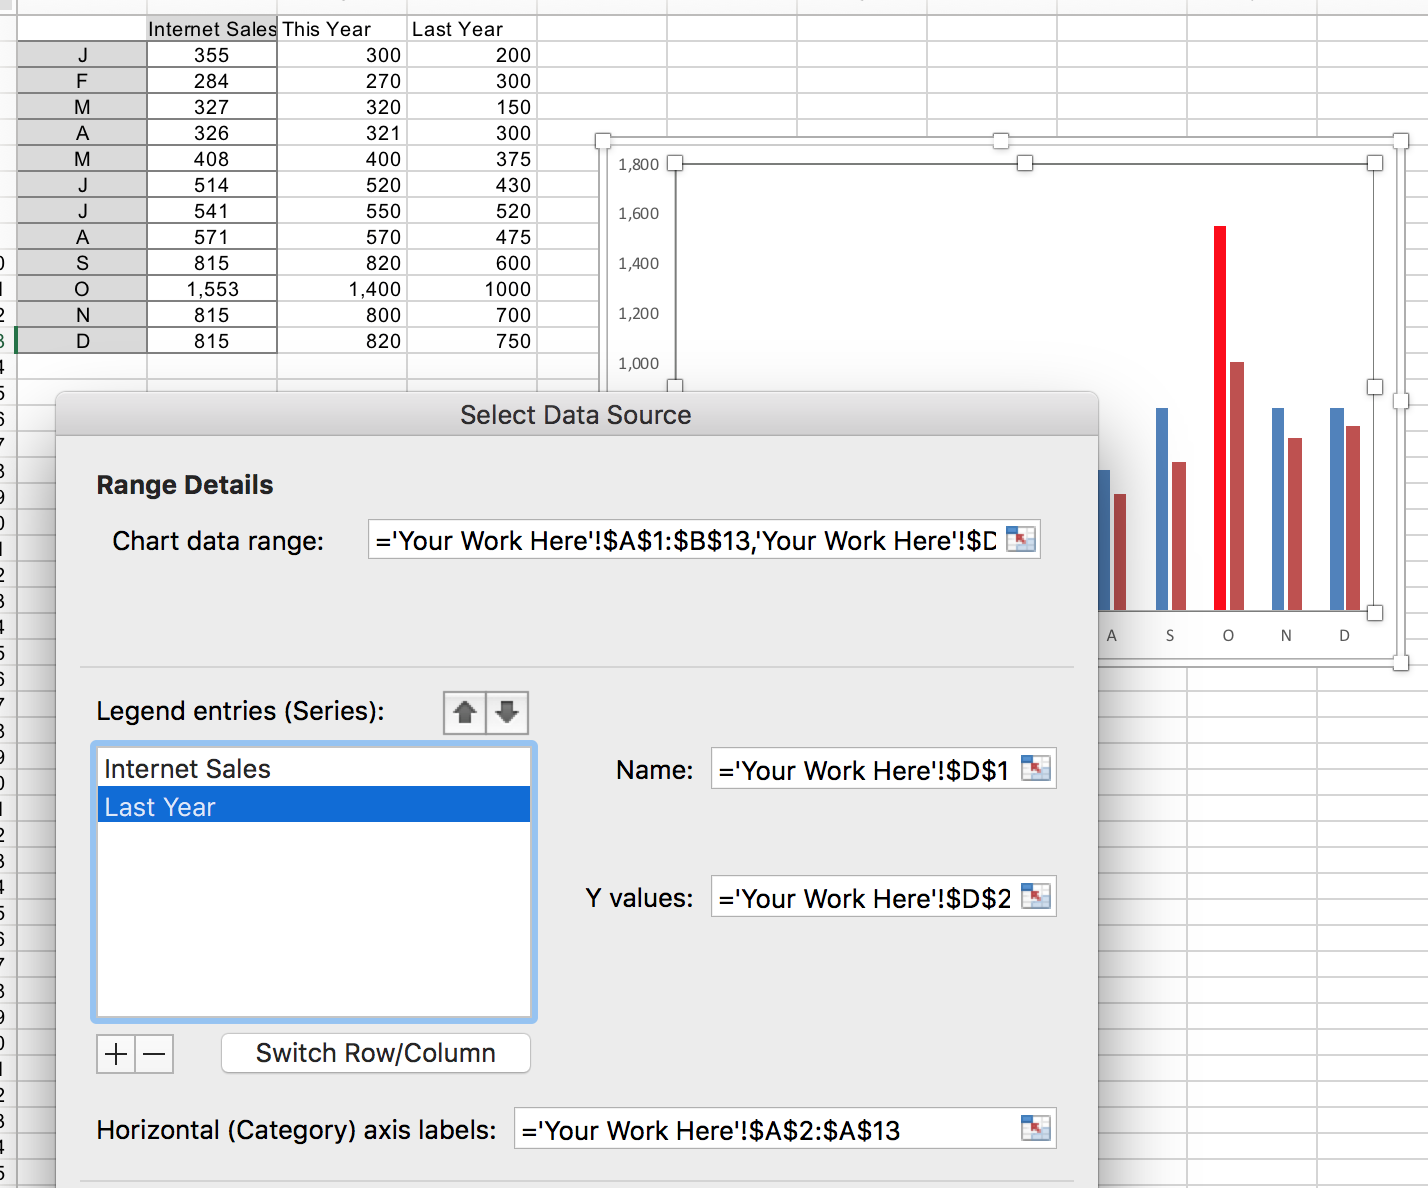 Internet Sales This Year Last Year
J 355 300 200
F 284 270 300
M 327 320 150
A 326 321 300
M 408 400 375
J 514 520 430
J 541 550 520
A 571 570 475
S 815 820 600
O 1,553 1,400 1000
N 815 800 700
D 815 820 750
1,800
1,600
1,400
1,200
1,000
A S O N D
Select Data Source
Range Details
Chart data range: ='Your Work Here'!$A$1:$B$13,'Your Work Here'!$D
Legend entries (Series):
Internet Sales
Last Year
Name: ='Your Work Here'!$D$1
Y values: ='Your Work Here'!$D$2
Switch Row/Column
Horizontal (Category) axis labels: ='Your Work Here'!$A$2:$A$13